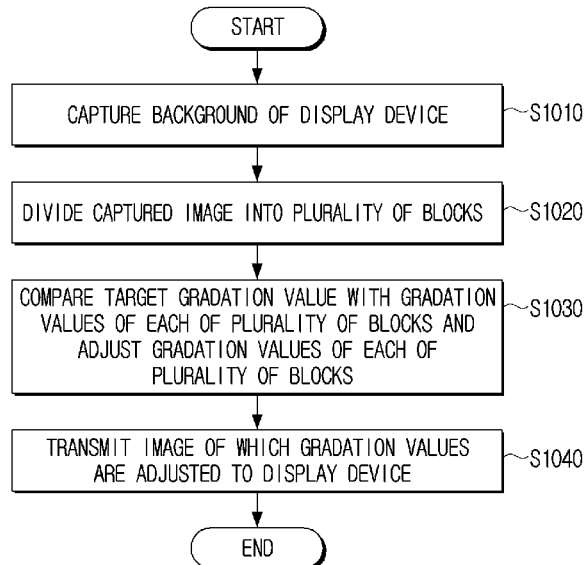 START
CAPTURE BACKGROUND OF DISPLAY DEVICE
S1010
DIVIDE CAPTURED IMAGE INTO PLURALITY OF BLOCKS
S1020
COMPARE TARGET GRADATION VALUE WITH GRADATION
VALUES OF EACH OF PLURALITY OF BLOCKS AND
ADJUST GRADATION VALUES OF EACH OF
PLURALITY OF BLOCKS
S1030
TRANSMIT IMAGE OF WHICH GRADATION VALUES
ARE ADJUSTED TO DISPLAY DEVICE
S1040
END